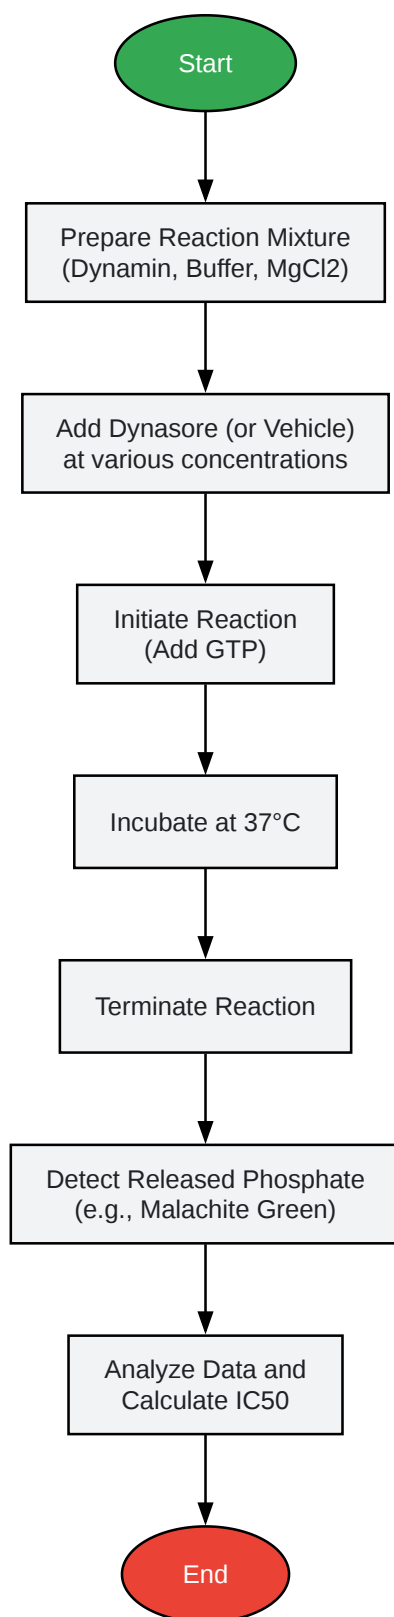 Start
Prepare Reaction Mixture
(Dynamin, Buffer, MgCl2)
Add Dynasore (or Vehicle)
at various concentrations
Initiate Reaction
(Add GTP)
Incubate at 37°C
Terminate Reaction
Detect Released Phosphate
(e.g., Malachite Green)
Analyze Data and
Calculate IC50
End